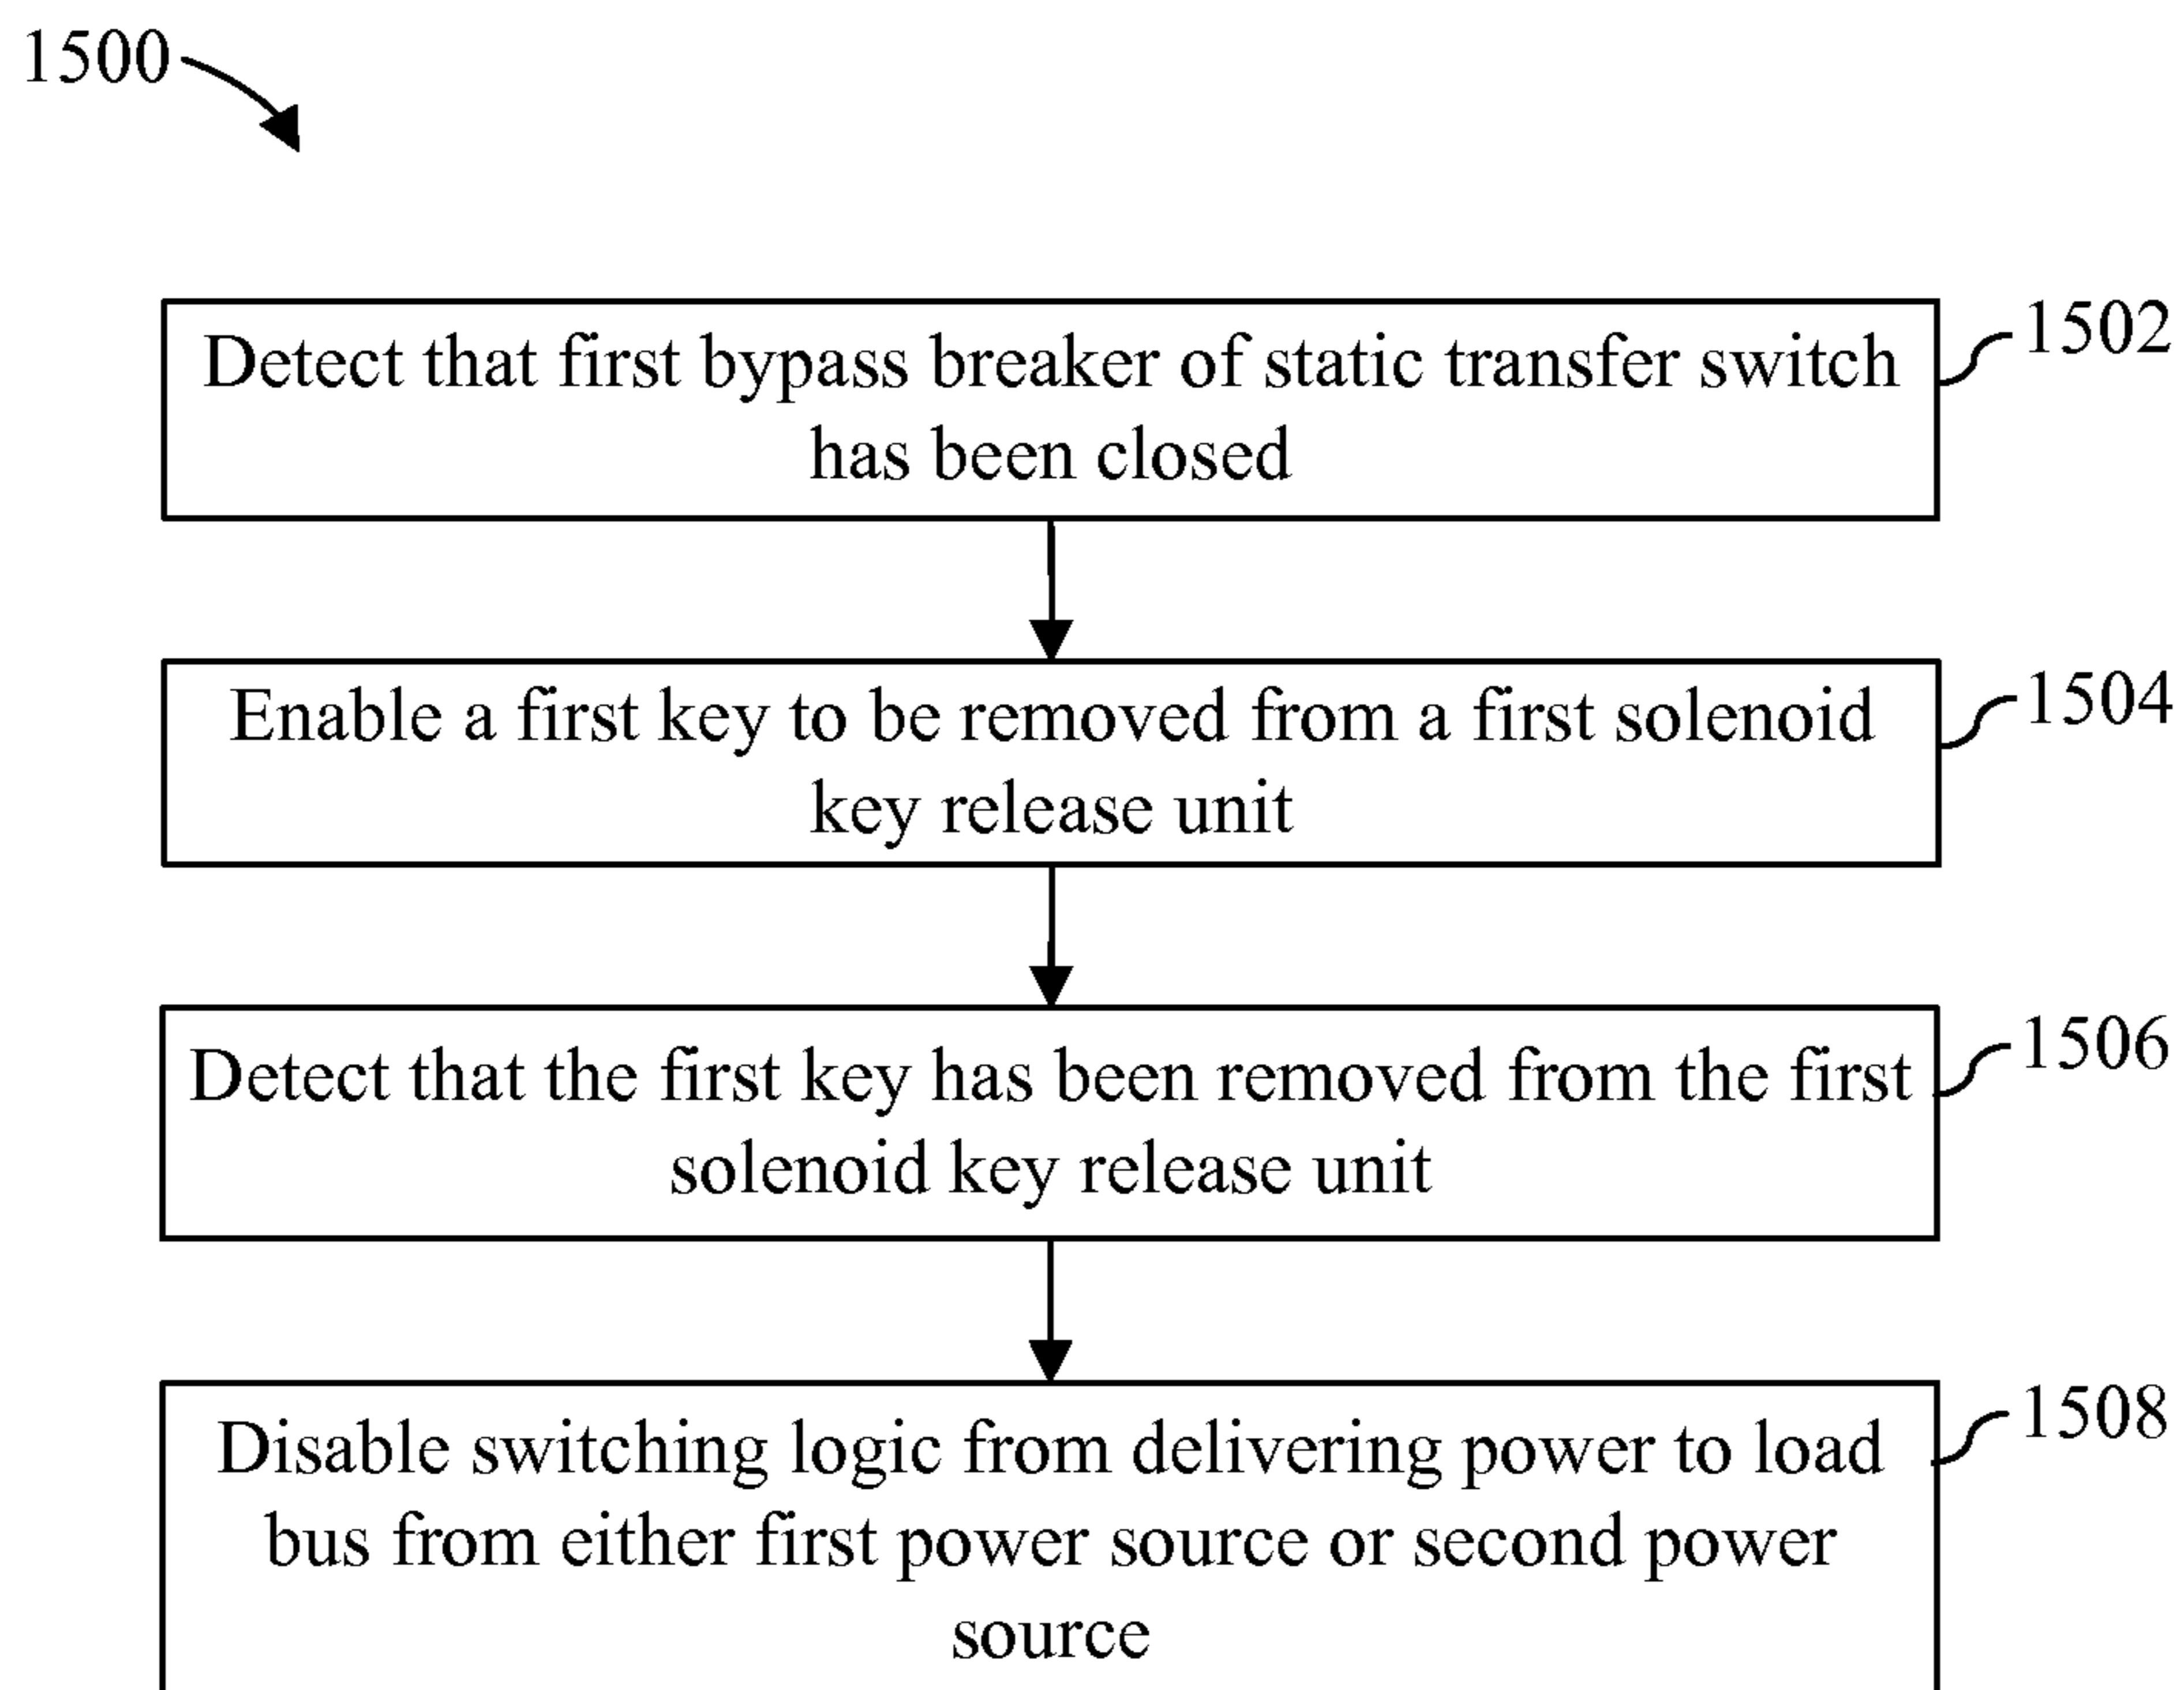 1500
Detect that first bypass breaker of static transfer switch
has been closed
1502
Enable a first key to be removed from a first solenoid
key release unit
1504
Detect that the first key has been removed from the first
solenoid key release unit
1506
Disable switching logic from delivering power to load
bus from either first power source or second power
source
1508